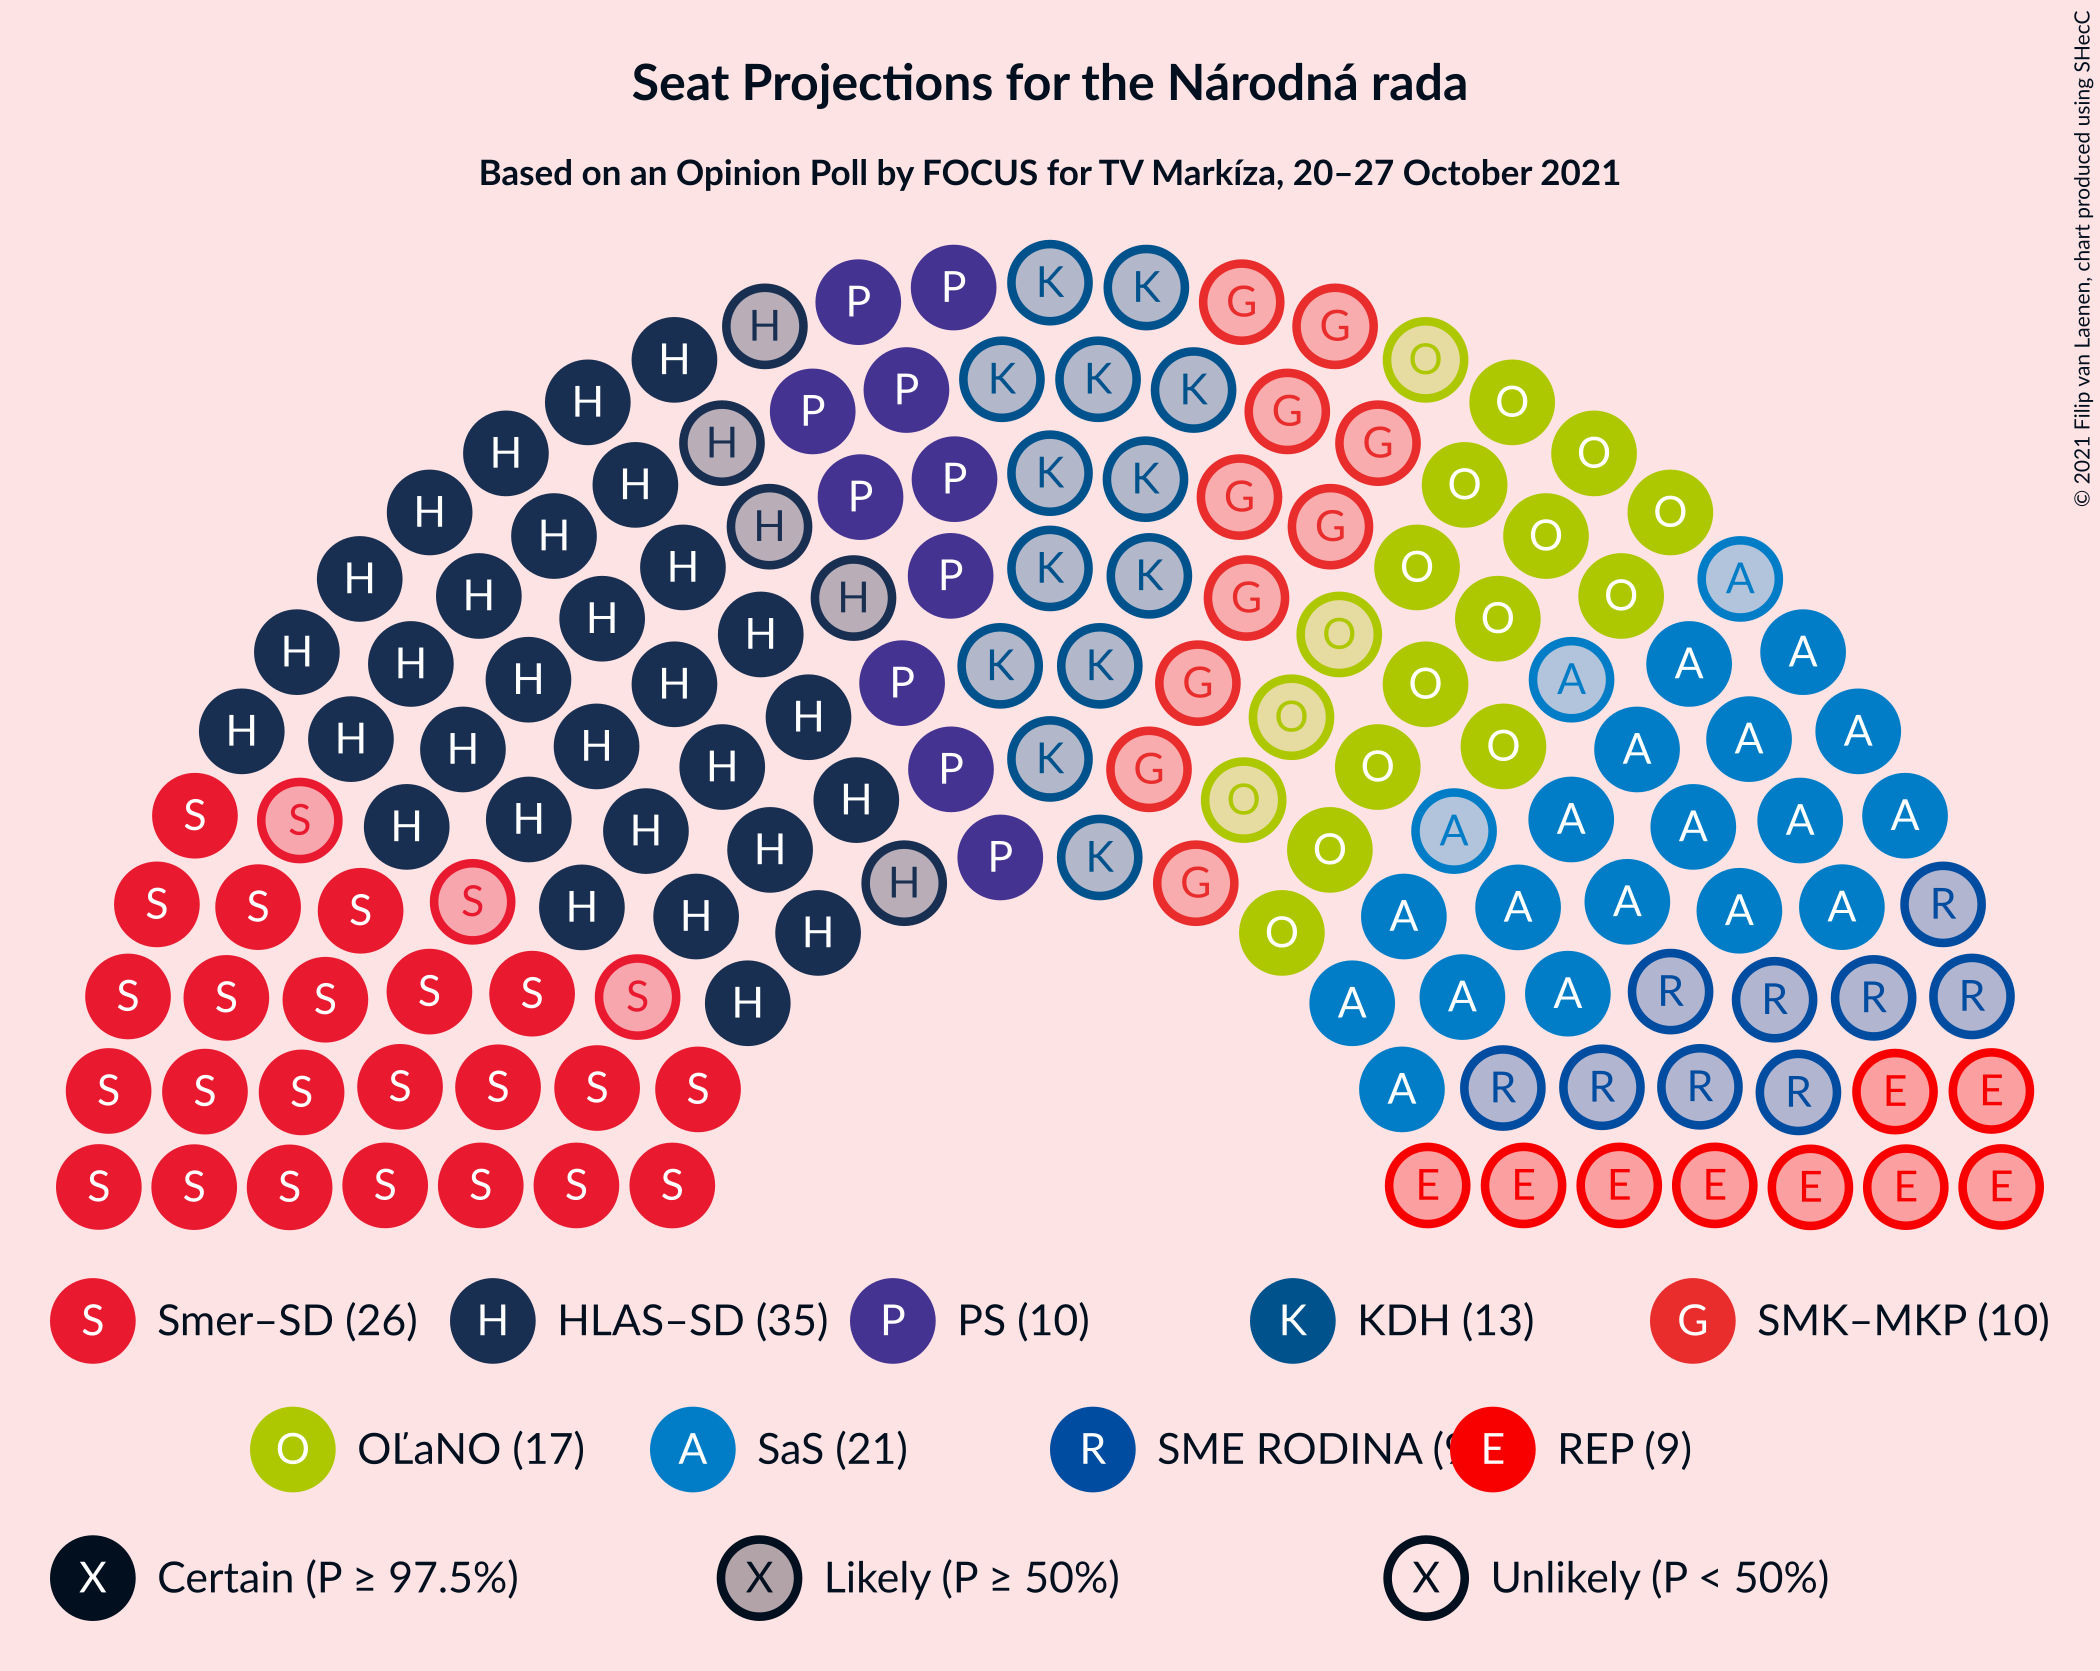 Seat Projections for the Národná rada
Based on an Opinion Poll by FOCUS for TV Markíza, 20–27 October 2021
© 2021 Filip van Laenen, chart produced using SHecC
K
P K
P G
H G
H K K O
P K G A
H P G O O
H P K K G O A
H H P K G O O A
H P K K G O O A
H H P K G O O A
S Smer–SD (26) H HLAS–SD (35) P PS (10) K KDH (13) G SMK–MKP (10)
O OĽaNO (17) A SaS (21) R SME RODINA ( E REP (9)
X Certain (P ≥ 97.5%) X Likely (P ≥ 50%) X Unlikely (P < 50%)